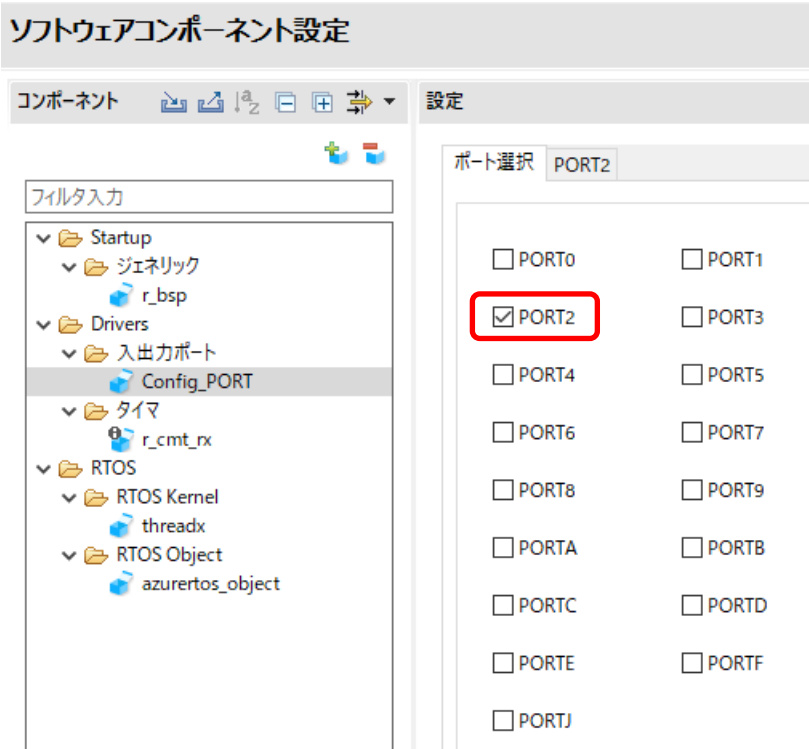 ソフトウェアコンポーネント設定
コンポーネント
フィルタ入力
Startup
ジェネリック
r_bsp
Drivers
入出力ポート
Config_PORT
タイマ
r_cmt_rx
RTOS
RTOS Kernel
threadx
RTOS Object
azurertos_object
設定
ポート選択 PORT2
PORT0 PORT1
PORT2 PORT3
PORT4 PORT5
PORT6 PORT7
PORT8 PORT9
PORTA PORTB
PORTC PORTD
PORTE PORTF
PORTJ